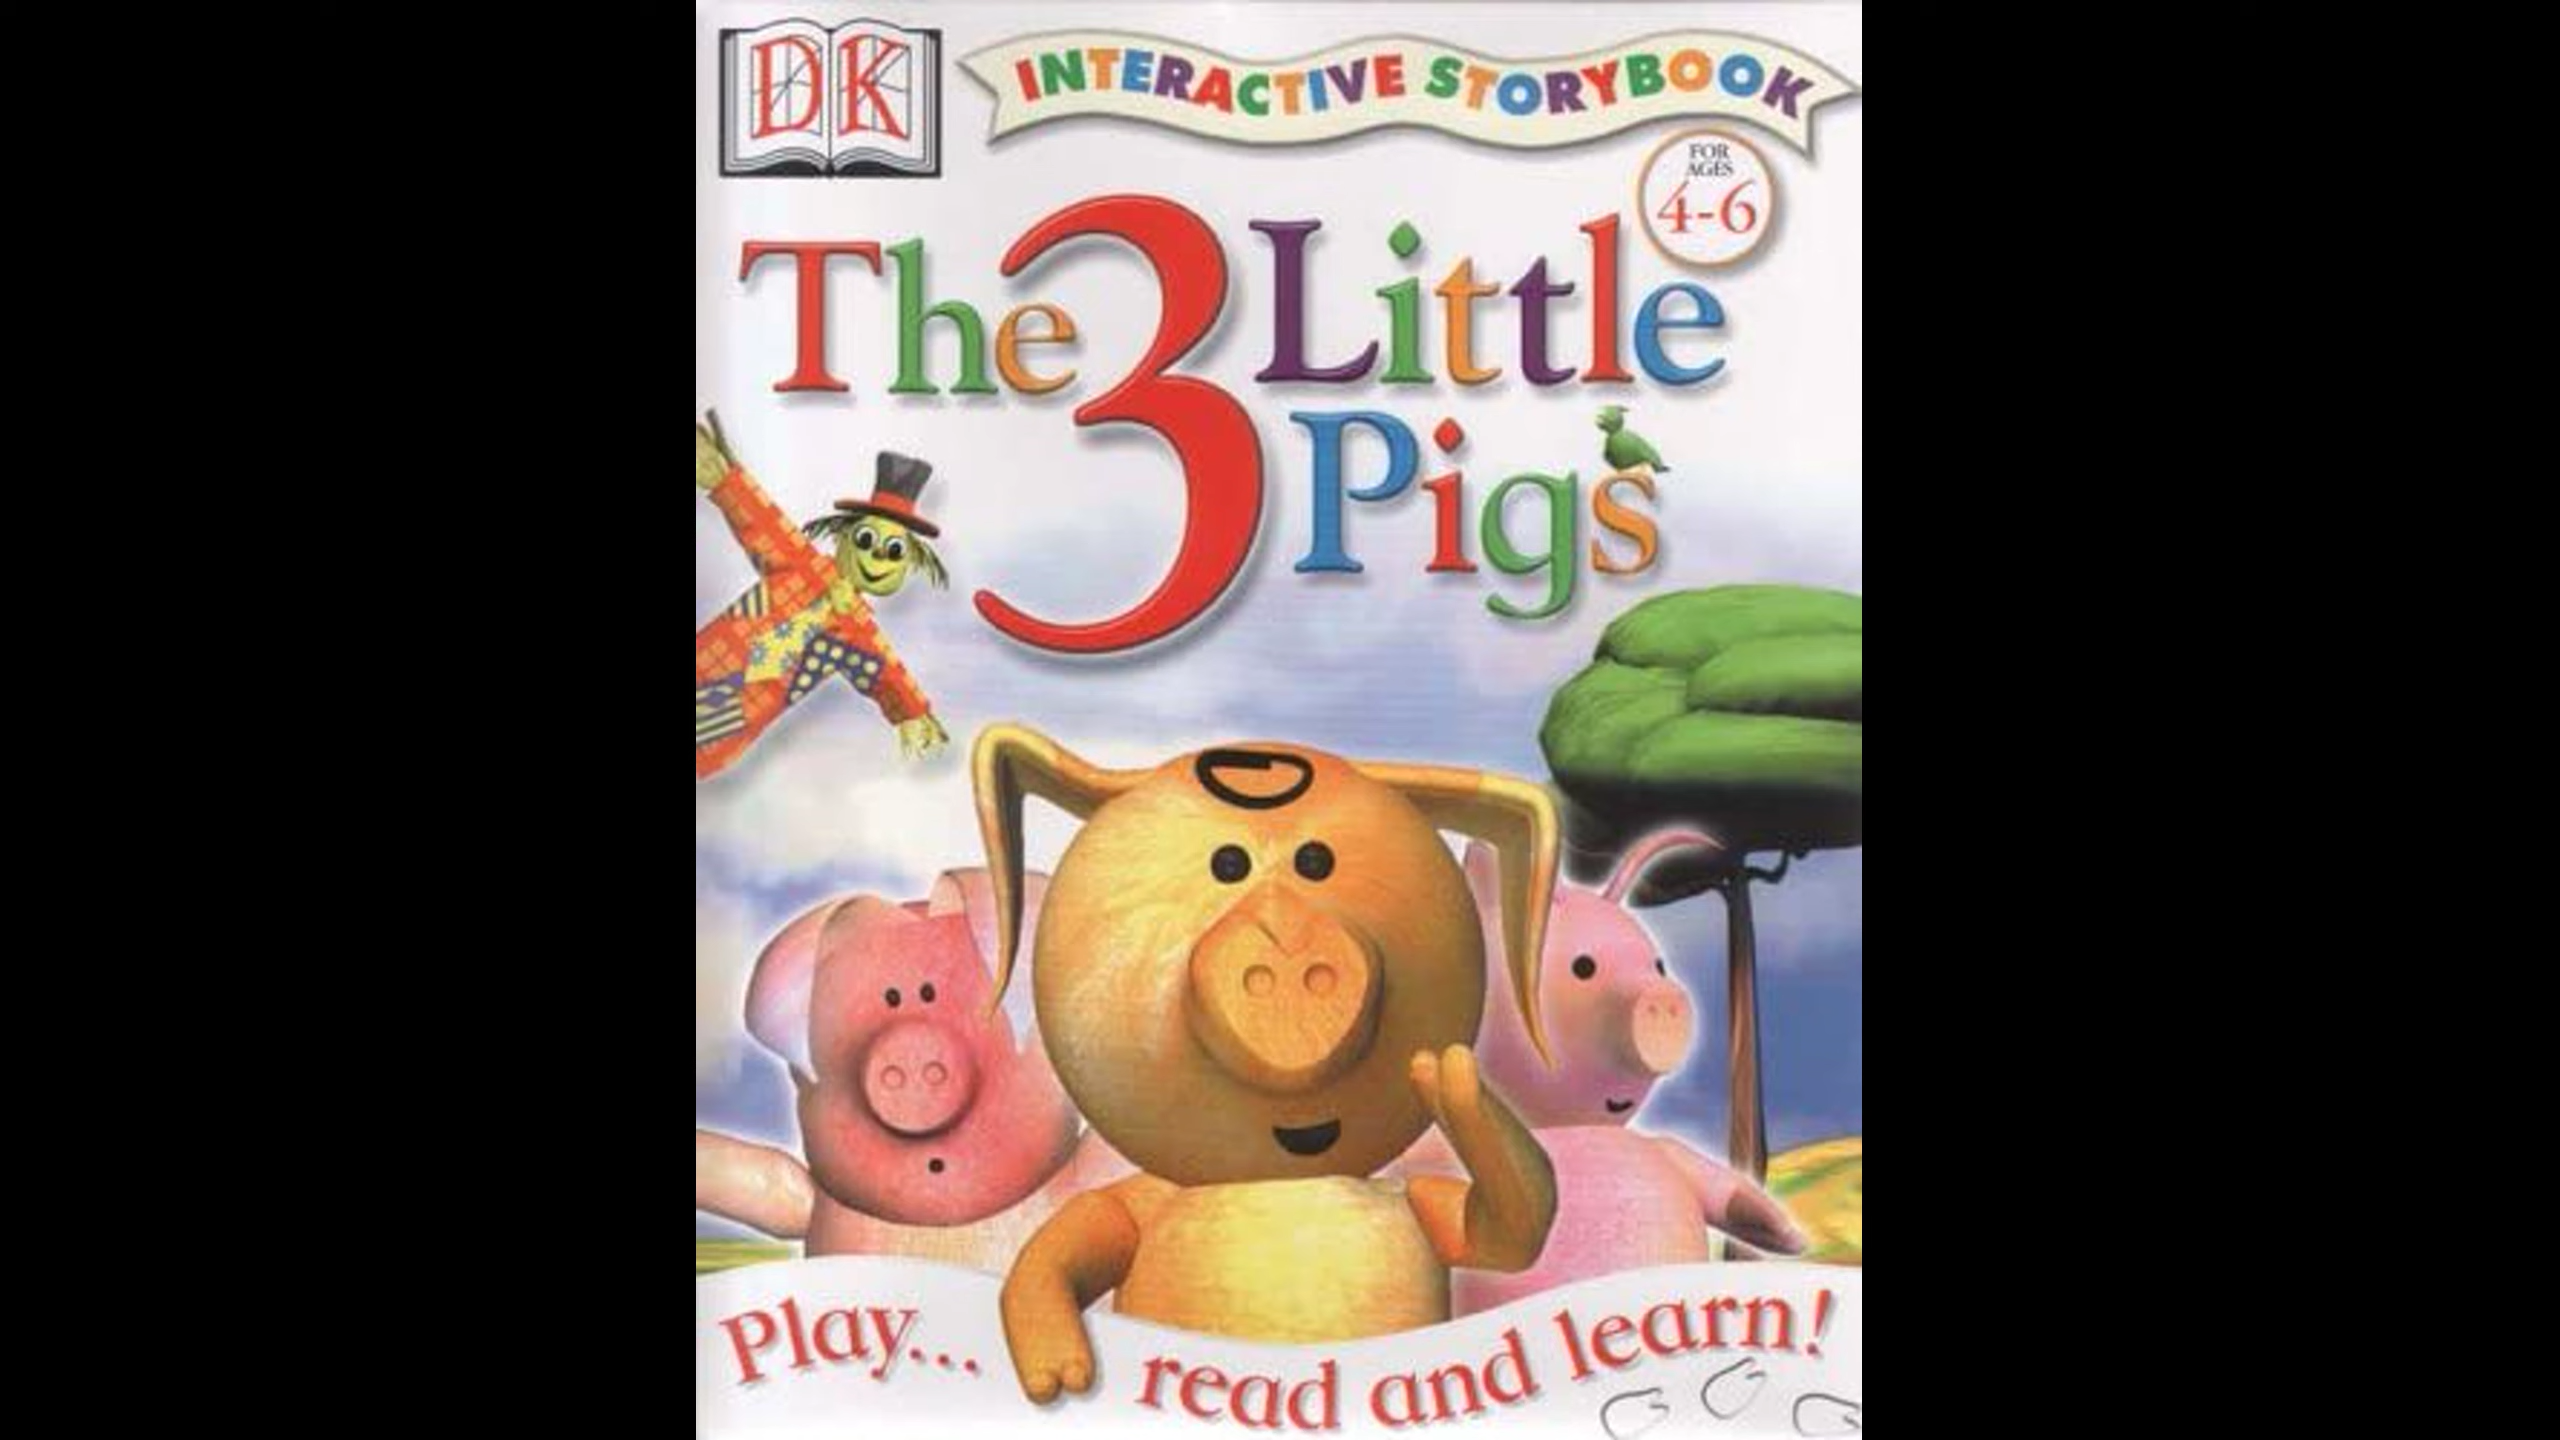 DK
INTERACTIVE STORYBOOK
FOR
AGES
4-6
The 3 Little
Pigs
Play... read and learn!